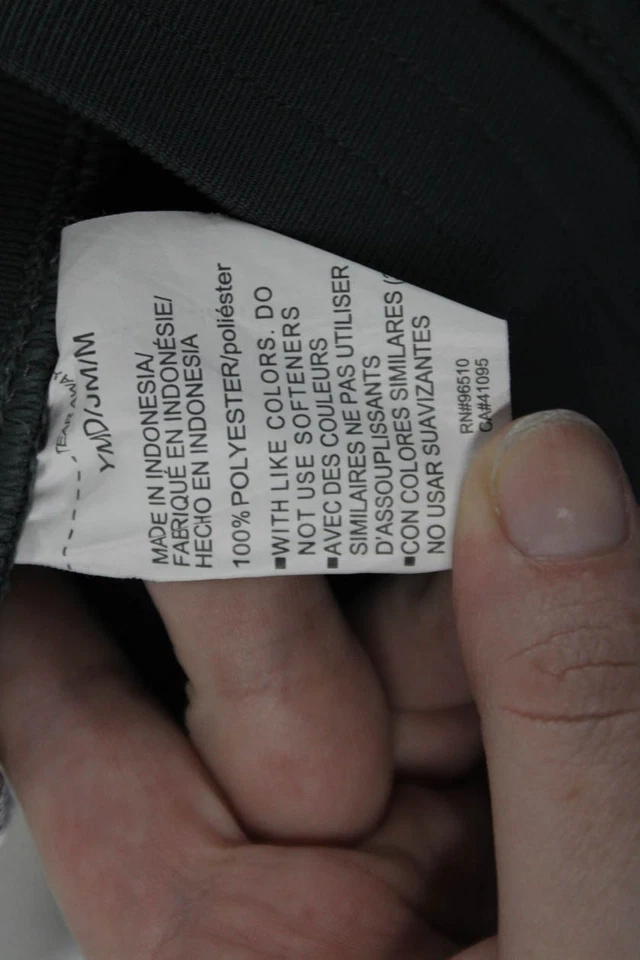 TEAR AWAY
YMD/JM/M
MADE IN INDONESIA/
FABRIQUÉ EN INDONÉSIE/
HECHO EN INDONESIA
100% POLYESTER/poliéster
■WITH LIKE COLORS. DO
NOT USE SOFTENERS
■AVEC DES COULEURS
SIMILAIRES NE PAS UTILISER
D'ASSOUPLISSANTS
■CON COLORES SIMILARES
NO USAR SUAVIZANTES
RN#96510
CA#41095